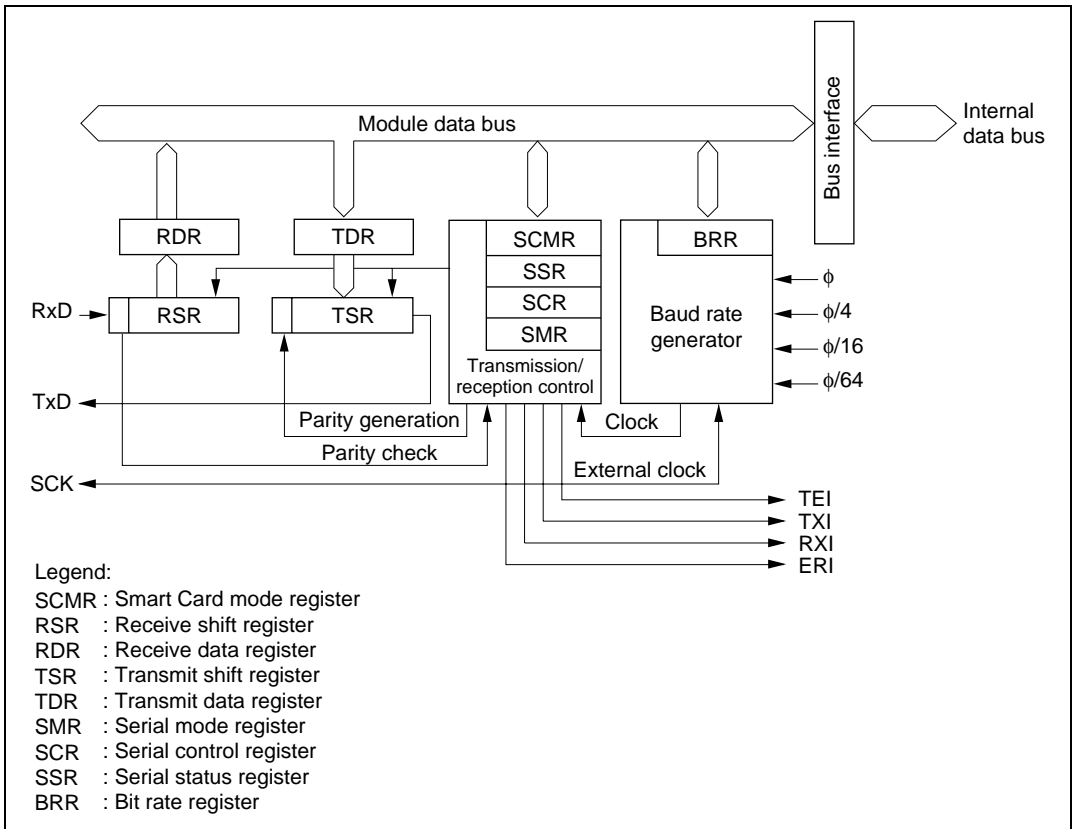 Bus interface
Internal
data bus
Module data bus
RDR
TDR
SCMR
BRR
SSR
SCR
SMR
RxD
RSR
TSR
Baud rate
generator
ϕ
ϕ/4
ϕ/16
ϕ/64
Transmission/
reception control
TxD
Parity generation
Clock
Parity check
External clock
SCK
TEI
TXI
RXI
ERI
Legend:
SCMR : Smart Card mode register
RSR : Receive shift register
RDR : Receive data register
TSR : Transmit shift register
TDR : Transmit data register
SMR : Serial mode register
SCR : Serial control register
SSR : Serial status register
BRR : Bit rate register